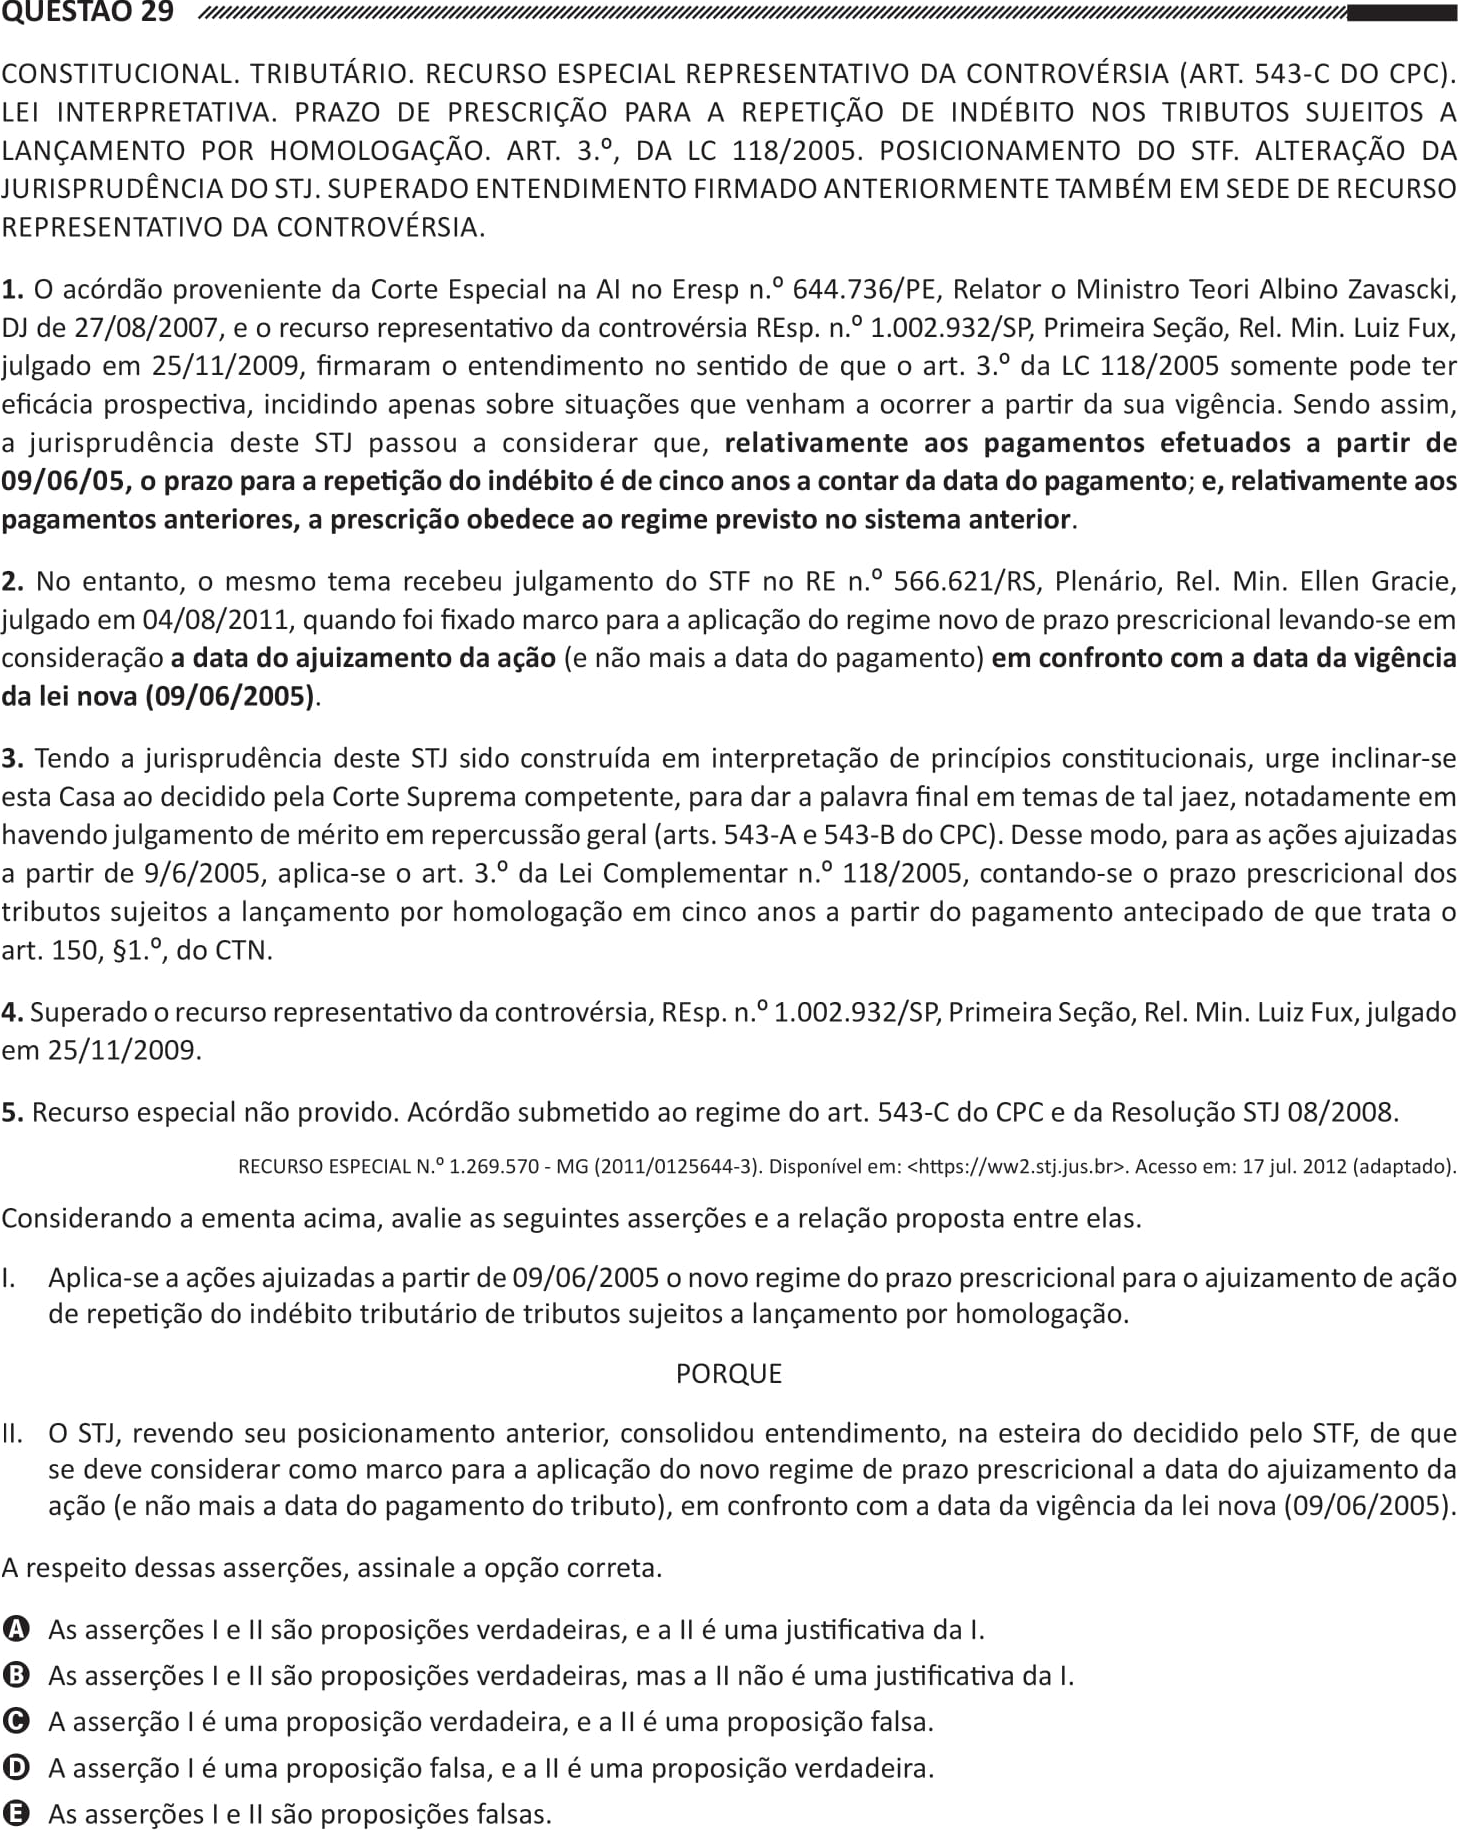 QUESTÃO 29
CONSTITUCIONAL. TRIBUTÁRIO. RECURSO ESPECIAL REPRESENTATIVO DA CONTROVÉRSIA (ART. 543-C DO CPC).
LEI INTERPRETATIVA. PRAZO DE PRESCRIÇÃO PARA A REPETIÇÃO DE INDÉBITO NOS TRIBUTOS SUJEITOS A
LANÇAMENTO POR HOMOLOGAÇÃO. ART. 3.º, DA LC 118/2005. POSICIONAMENTO DO STF. ALTERAÇÃO DA
JURISPRUDÊNCIA DO STJ. SUPERADO ENTENDIMENTO FIRMADO ANTERIORMENTE TAMBÉM EM SEDE DE RECURSO
REPRESENTATIVO DA CONTROVÉRSIA.
1. O acórdão proveniente da Corte Especial na AI no Eresp n.º 644.736/PE, Relator o Ministro Teori Albino Zavascki,
DJ de 27/08/2007, e o recurso representativo da controvérsia REsp. n.º 1.002.932/SP, Primeira Seção, Rel. Min. Luiz Fux,
julgado em 25/11/2009, firmaram o entendimento no sentido de que o art. 3.º da LC 118/2005 somente pode ter
eficácia prospectiva, incidindo apenas sobre situações que venham a ocorrer a partir da sua vigência. Sendo assim,
a jurisprudência deste STJ passou a considerar que, relativamente aos pagamentos efetuados a partir de
09/06/05, o prazo para a repetição do indébito é de cinco anos a contar da data do pagamento; e, relativamente aos
pagamentos anteriores, a prescrição obedece ao regime previsto no sistema anterior.
2. No entanto, o mesmo tema recebeu julgamento do STF no RE n.º 566.621/RS, Plenário, Rel. Min. Ellen Gracie,
julgado em 04/08/2011, quando foi fixado marco para a aplicação do regime novo de prazo prescricional levando-se em
consideração a data do ajuizamento da ação (e não mais a data do pagamento) em confronto com a data da vigência
da lei nova (09/06/2005).
3. Tendo a jurisprudência deste STJ sido construída em interpretação de princípios constitucionais, urge inclinar-se
esta Casa ao decidido pela Corte Suprema competente, para dar a palavra final em temas de tal jaez, notadamente em
havendo julgamento de mérito em repercussão geral (arts. 543-A e 543-B do CPC). Desse modo, para as ações ajuizadas
a partir de 9/6/2005, aplica-se o art. 3.º da Lei Complementar n.º 118/2005, contando-se o prazo prescricional dos
tributos sujeitos a lançamento por homologação em cinco anos a partir do pagamento antecipado de que trata o
art. 150, §1.º, do CTN.
4. Superado o recurso representativo da controvérsia, REsp. n.º 1.002.932/SP, Primeira Seção, Rel. Min. Luiz Fux, julgado
em 25/11/2009.
5. Recurso especial não provido. Acórdão submetido ao regime do art. 543-C do CPC e da Resolução STJ 08/2008.
RECURSO ESPECIAL N.º 1.269.570 - MG (2011/0125644-3). Disponível em: <https://ww2.stj.jus.br>. Acesso em: 17 jul. 2012 (adaptado).
Considerando a ementa acima, avalie as seguintes asserções e a relação proposta entre elas.
I. Aplica-se a ações ajuizadas a partir de 09/06/2005 o novo regime do prazo prescricional para o ajuizamento de ação
de repetição do indébito tributário de tributos sujeitos a lançamento por homologação.
PORQUE
II. O STJ, revendo seu posicionamento anterior, consolidou entendimento, na esteira do decidido pelo STF, de que
se deve considerar como marco para a aplicação do novo regime de prazo prescricional a data do ajuizamento da
ação (e não mais a data do pagamento do tributo), em confronto com a data da vigência da lei nova (09/06/2005).
A respeito dessas asserções, assinale a opção correta.
A As asserções I e II são proposições verdadeiras, e a II é uma justificativa da I.
B As asserções I e II são proposições verdadeiras, mas a II não é uma justificativa da I.
C A asserção I é uma proposição verdadeira, e a II é uma proposição falsa.
D A asserção I é uma proposição falsa, e a II é uma proposição verdadeira.
E As asserções I e II são proposições falsas.